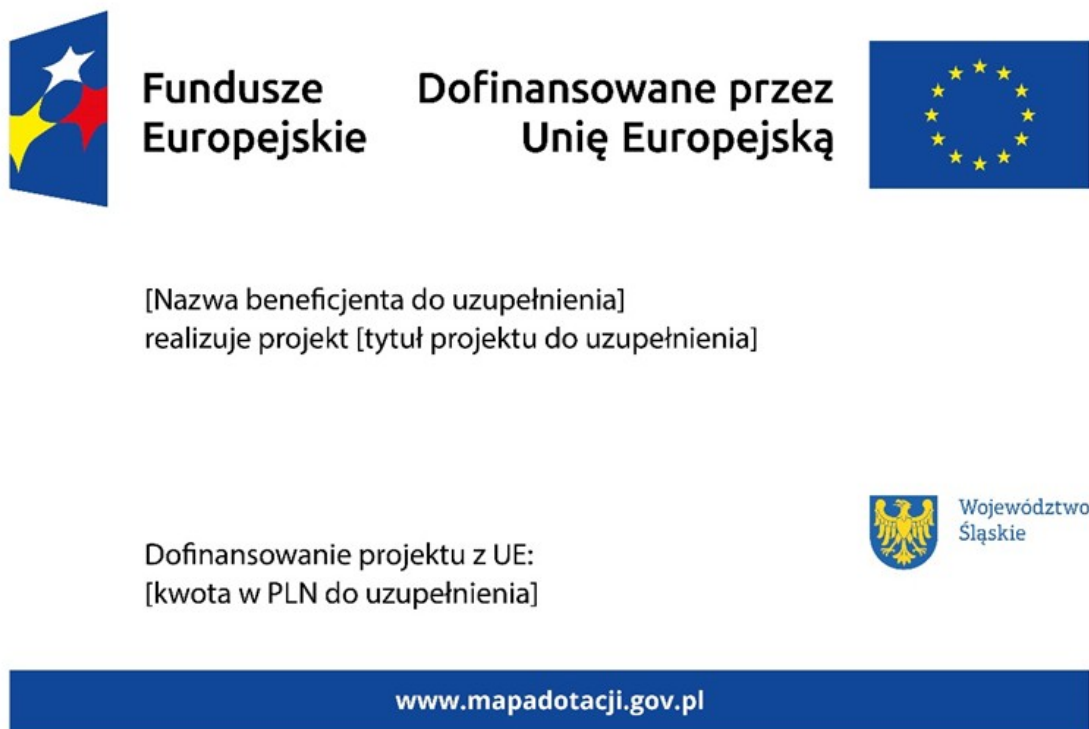 Fundusze
Europejskie
Dofinansowane przez
Unię Europejską
[Nazwa beneficjenta do uzupełnienia]
realizuje projekt [tytuł projektu do uzupełnienia]
Województwo
Śląskie
Dofinansowanie projektu z UE:
[kwota w PLN do uzupełnienia]
www.mapadotacji.gov.pl